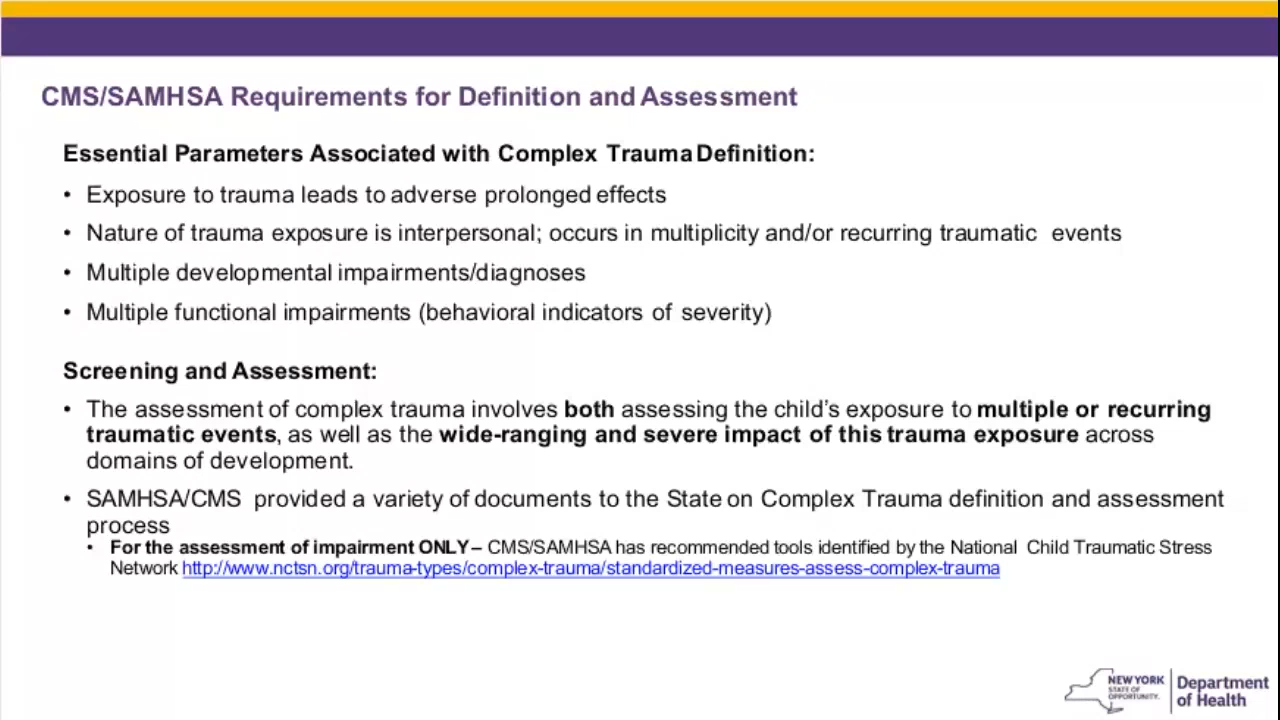 CMS/SAMHSA Requirements for Definition and Assessment
Essential Parameters Associated with Complex Trauma Definition:
• Exposure to trauma leads to adverse prolonged effects
• Nature of trauma exposure is interpersonal; occurs in multiplicity and/or recurring traumatic events
• Multiple developmental impairments/diagnoses
• Multiple functional impairments (behavioral indicators of severity)
Screening and Assessment:
• The assessment of complex trauma involves both assessing the child's exposure to multiple or recurring
traumatic events, as well as the wide-ranging and severe impact of this trauma exposure across
domains of development.
• SAMHSA/CMS provided a variety of documents to the State on Complex Trauma definition and assessment
process
• For the assessment of impairment ONLY – CMS/SAMHSA has recommended tools identified by the National Child Traumatic Stress
Network http://www.nctsn.org/trauma-types/complex-trauma/standardized-measures-assess-complex-trauma
NEW YORK
STATE OF
OPPORTUNITY.
Department
of Health